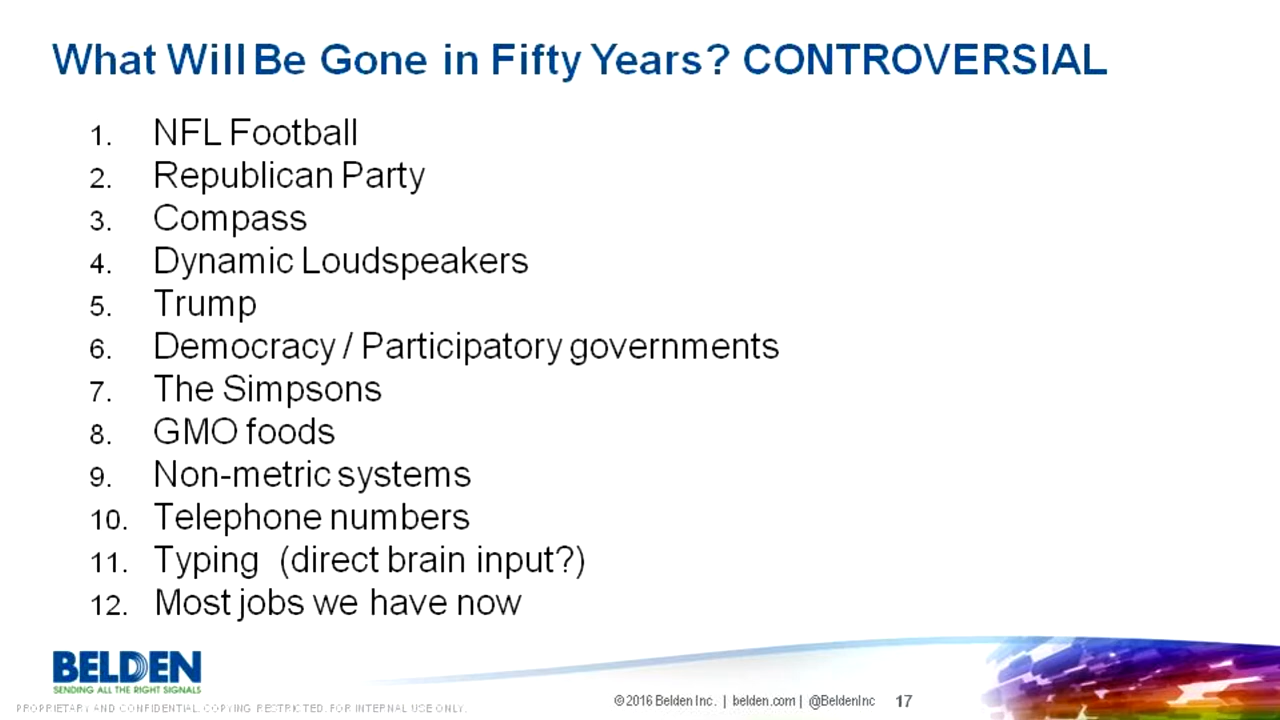 What Will Be Gone in Fifty Years? CONTROVERSIAL
1. NFL Football
2. Republican Party
3. Compass
4. Dynamic Loudspeakers
5. Trump
6. Democracy / Participatory governments
7. The Simpsons
8. GMO foods
9. Non-metric systems
10. Telephone numbers
11. Typing (direct brain input?)
12. Most jobs we have now
BELDEN
SENDING ALL THE RIGHT SIGNALS
PROPRIETARY AND CONFIDENTIAL. COPYING RESTRICTED. FOR INTERNAL USE ONLY.
©2016 Belden Inc. | belden.com | @BeldenInc 17